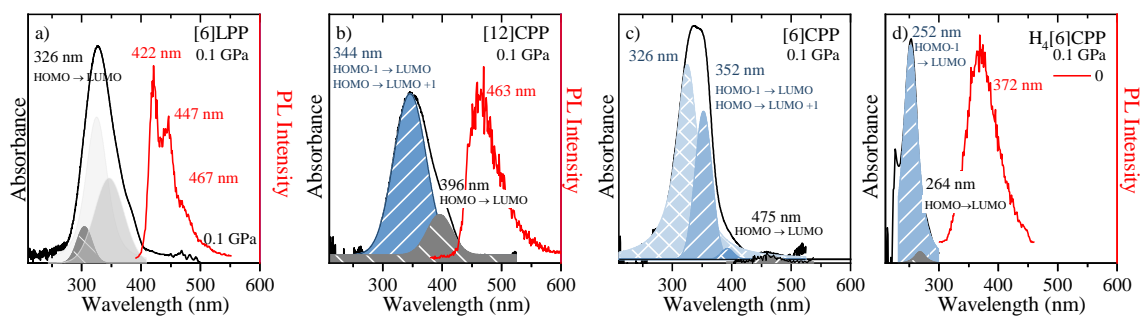 a)
[6]LPP
0.1 GPa
326 nm
HOMO → LUMO
422 nm
447 nm
467 nm
0.1 GPa
Absorbance
PL Intensity
300 400 500 600
Wavelength (nm)
b)
[12]CPP
0.1 GPa
344 nm
HOMO-1 → LUMO
HOMO → LUMO +1
463 nm
396 nm
HOMO → LUMO
Absorbance
PL Intensity
300 400 500 600
Wavelength (nm)
c)
[6]CPP
0.1 GPa
326 nm
352 nm
HOMO-1 → LUMO
HOMO → LUMO +1
475 nm
HOMO → LUMO
Absorbance
300 400 500 600
Wavelength (nm)
d)
252 nm
HOMO-1
→ LUMO
H4[6]CPP
0.1 GPa
0
372 nm
264 nm
HOMO→LUMO
Absorbance
PL Intensity
300 400 500 600
Wavelength (nm)